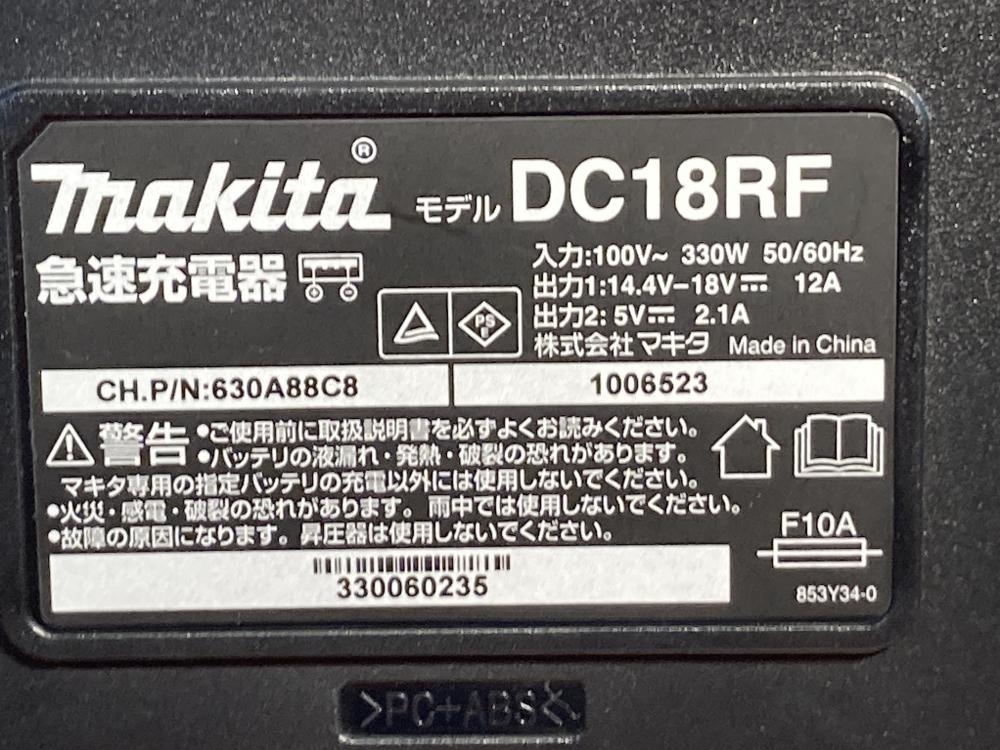 makita®
モデル DC18RF
急速充電器
入力:100V~ 330W 50/60Hz
出力1:14.4V-18V⎓ 12A
出力2:5V⎓ 2.1A
PS
E
株式会社マキタ Made in China
CH.P/N:630A88C8
1006523
警告 •ご使用前に取扱説明書を必ずよくお読みください。
•バッテリの液漏れ・発熱・破裂の恐れがあります。
マキタ専用の指定バッテリの充電以外には使用しないでください。
•火災・感電・破裂の恐れがあります。雨中では使用しないでください。
•故障の原因になります。昇圧器は使用しないでください。
F10A
330060235
853Y34-0
>PC+ABS<